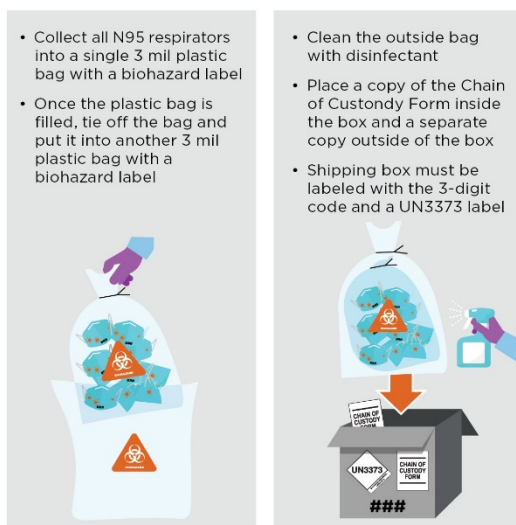 • Collect all N95 respirators
into a single 3 mil plastic
bag with a biohazard label
• Once the plastic bag is
filled, tie off the bag and
put it into another 3 mil
plastic bag with a
biohazard label
• Clean the outside bag
with disinfectant
• Place a copy of the Chain
of Custondy Form inside
the box and a separate
copy outside of the box
• Shipping box must be
labeled with the 3-digit
code and a UN3373 label
CHAIN OF
CUSTODY
FORM
UN3373
CHAIN OF
CUSTODY
FORM
###